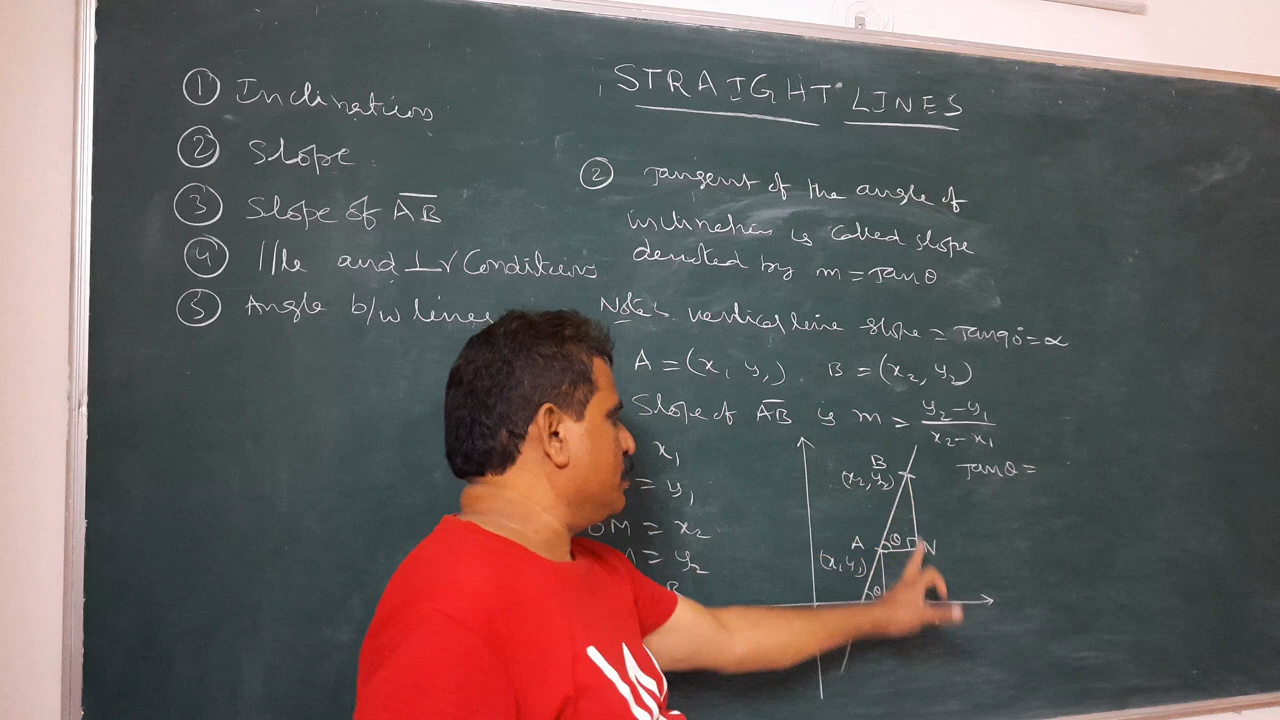 STRAIGHT LINES
① Inclination
② Slope
③ Slope of A̅B̅
④ //le and ⊥r Conditions
⑤ Angle b/w lines
② Tangent of the angle of
inclination is called slope
denoted by m = Tanθ
Note:- vertical line slope = Tan90° = α
A = (x₁ y₁) B = (x₂, y₂)
Slope of A̅B̅ is m = y₂ - y₁ / x₂ - x₁
x₁
= y₁
OM = x₂
= y₂
B
Tanθ =
B
(x₂, y₂)
A θ N
(x₁ y₁)
θ